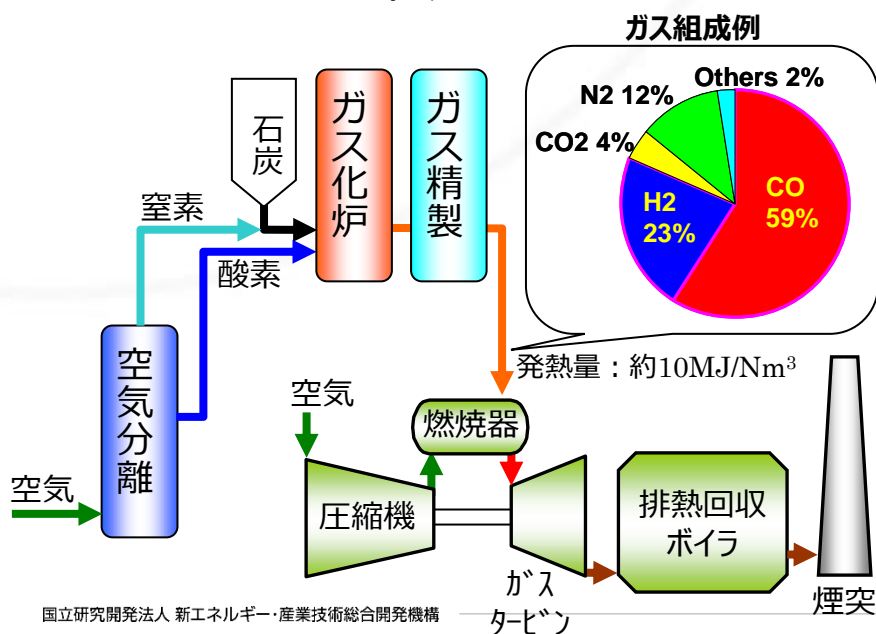 ガス組成例
Others 2%
N2 12%
CO2 4%
H2
23%
CO
59%
石炭
ガス化炉
ガス精製
窒素
酸素
空気分離
空気
発熱量：約10MJ/Nm³
空気
燃焼器
圧縮機
ガス
タービン
排熱回収
ボイラ
煙突
国立研究開発法人 新エネルギー・産業技術総合開発機構